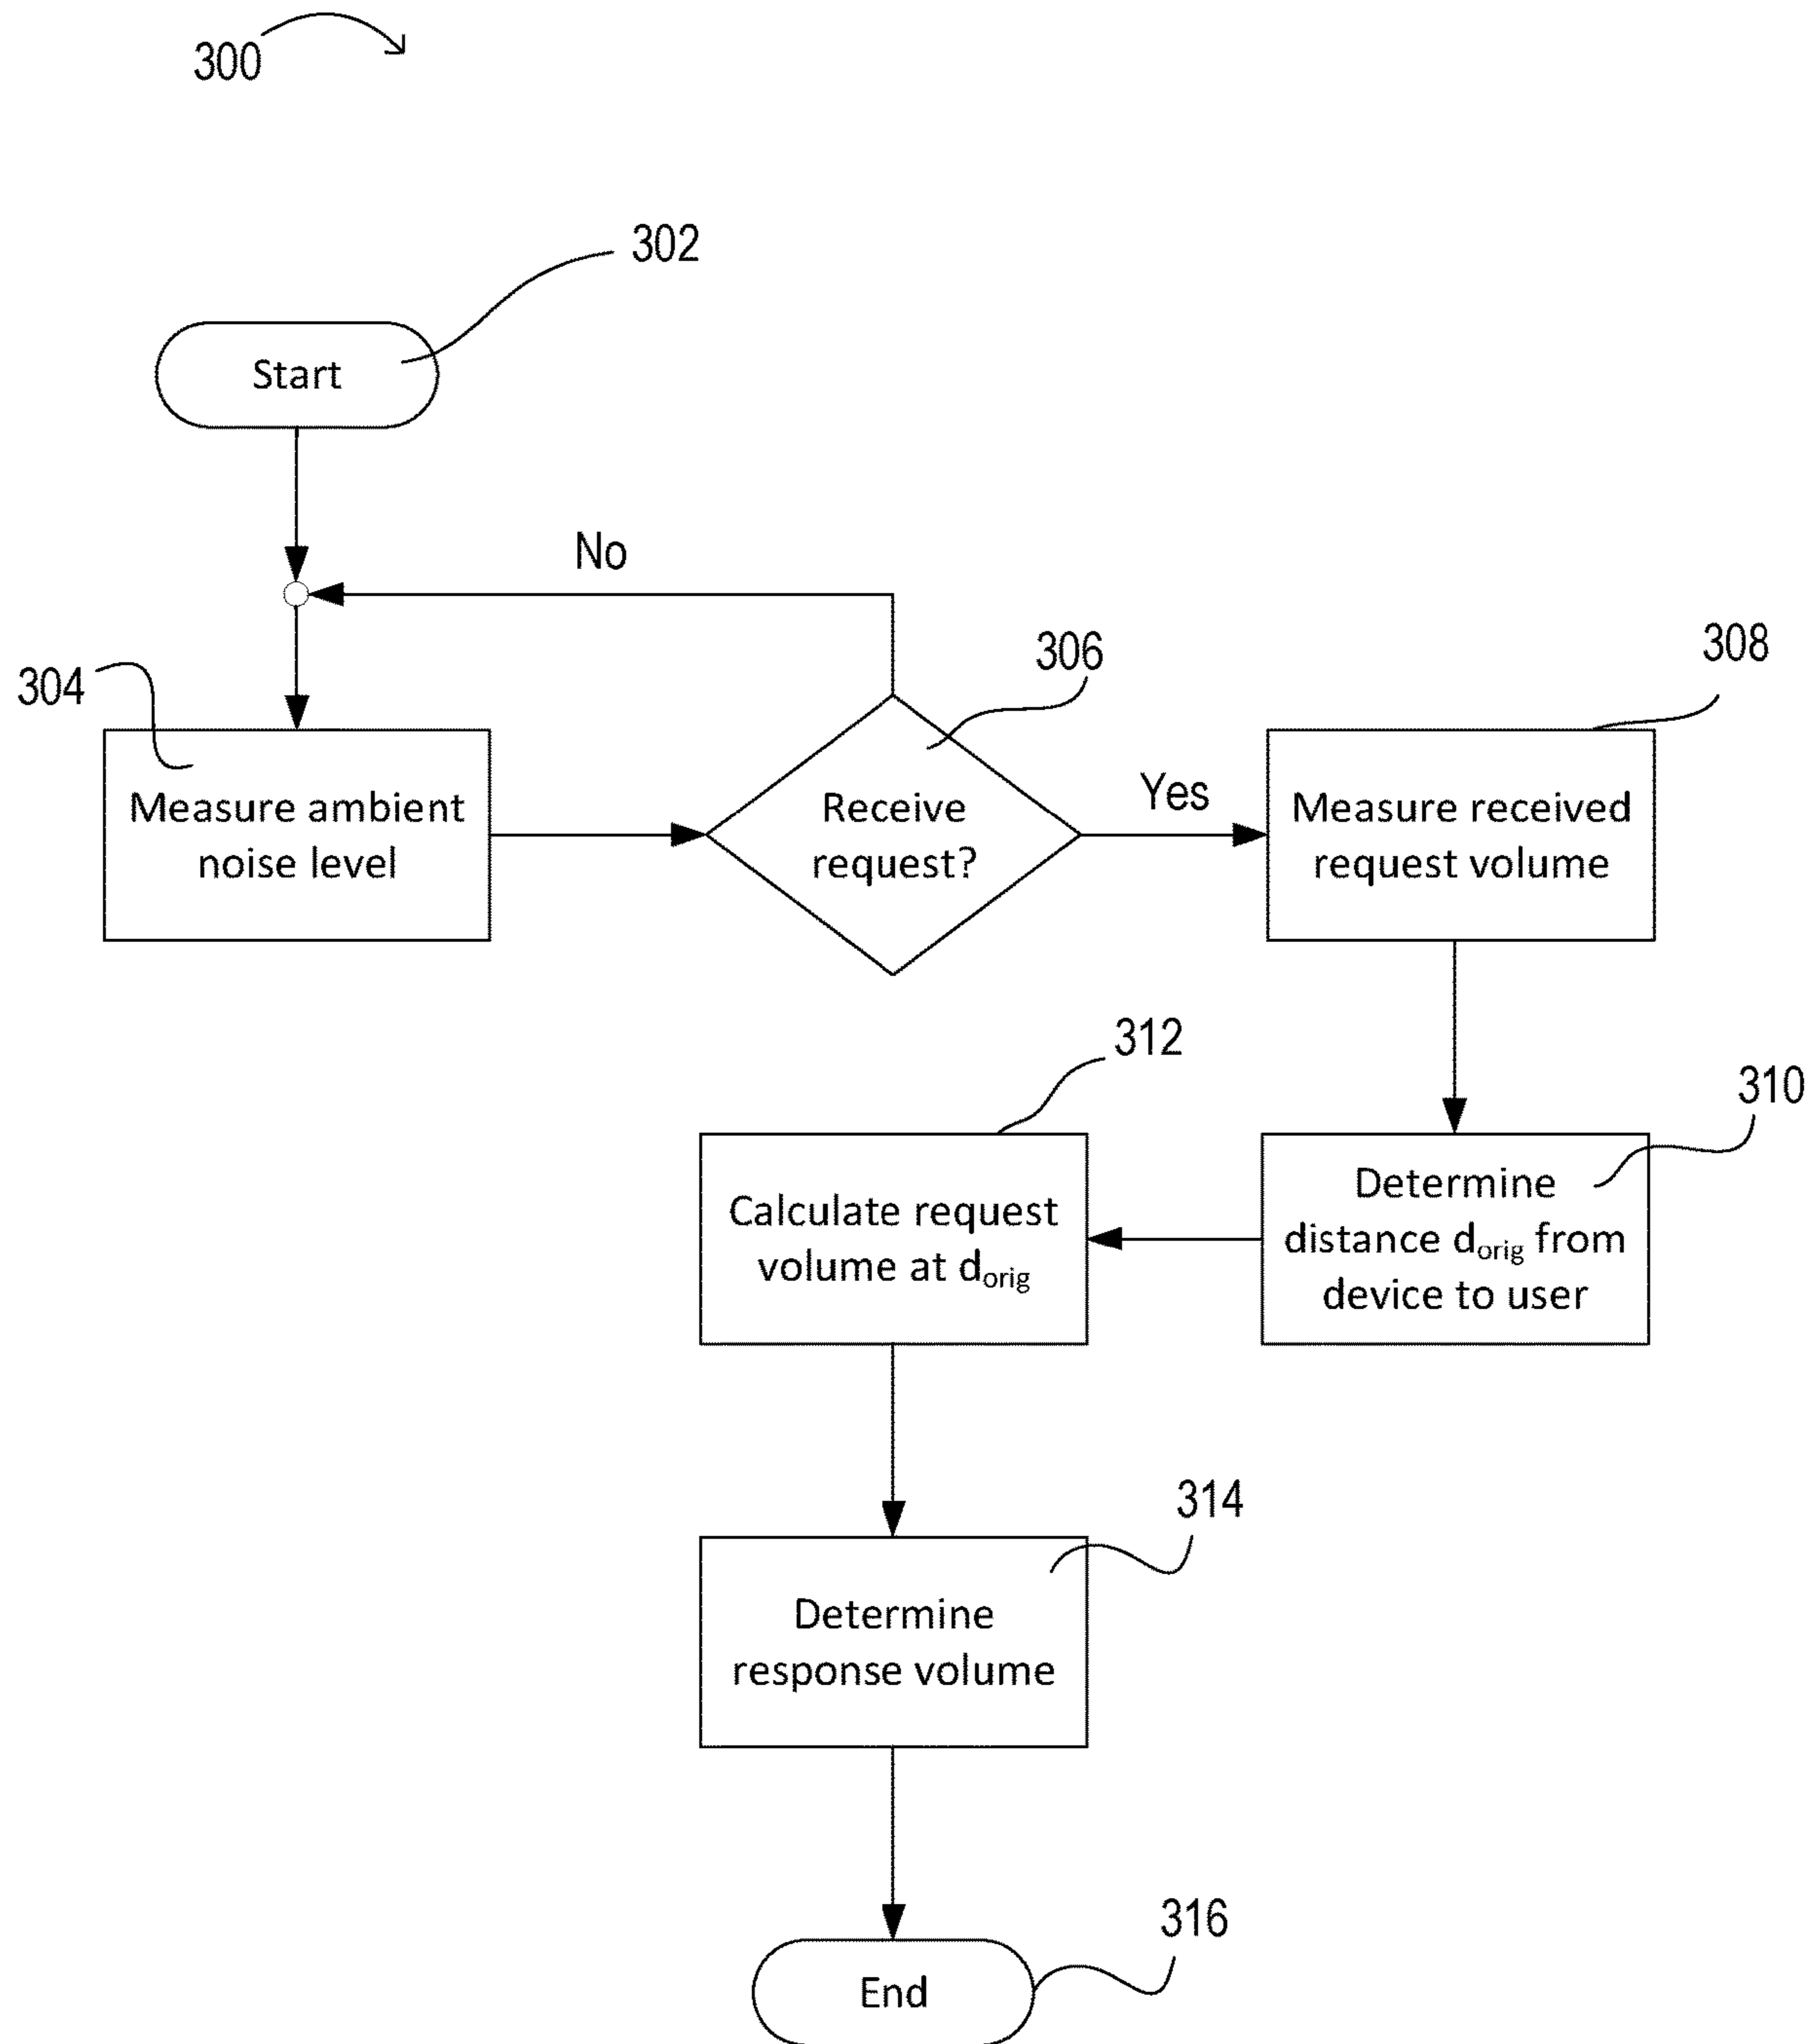 300
302
Start
No
304
306
308
Measure ambient
noise level
Receive
request?
Yes
Measure received
request volume
312
310
Calculate request
volume at dorig
Determine
distance dorig from
device to user
314
Determine
response volume
316
End